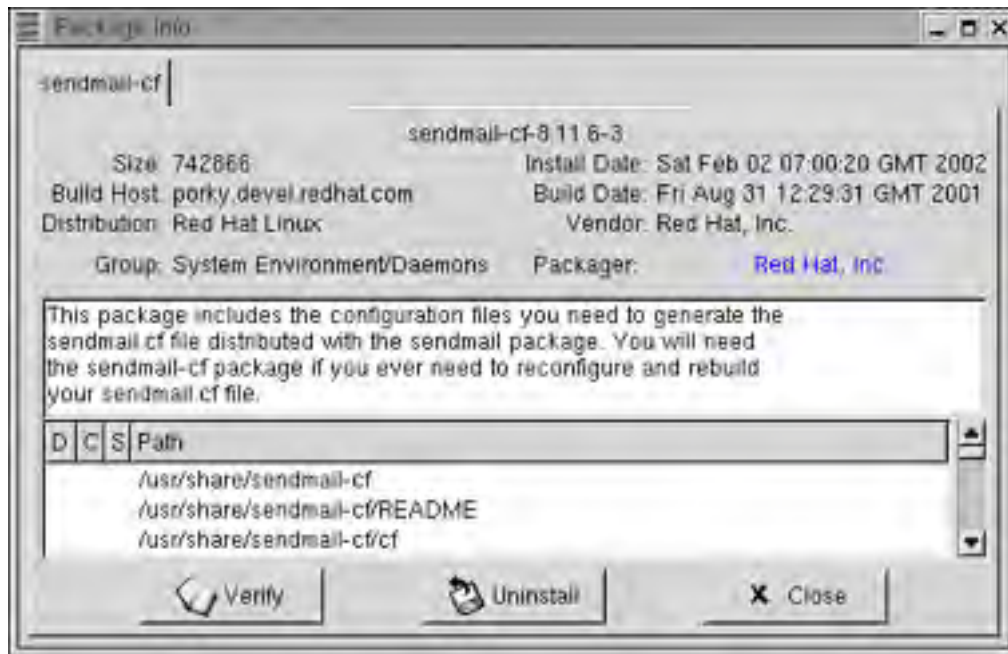 Package Info
sendmail-cf
sendmail-cf-8.11.6-3
Size: 742866 Install Date: Sat Feb 02 07:00:20 GMT 2002
Build Host: porky.devel.redhat.com Build Date: Fri Aug 31 12:29:31 GMT 2001
Distribution: Red Hat Linux Vendor: Red Hat, Inc.
Group: System Environment/Daemons Packager: Red Hat, Inc.
This package includes the configuration files you need to generate the
sendmail.cf file distributed with the sendmail package. You will need
the sendmail-cf package if you ever need to reconfigure and rebuild
your sendmail.cf file.
D C S Path
/usr/share/sendmail-cf
/usr/share/sendmail-cf/README
/usr/share/sendmail-cf/cf
Verify Uninstall Close